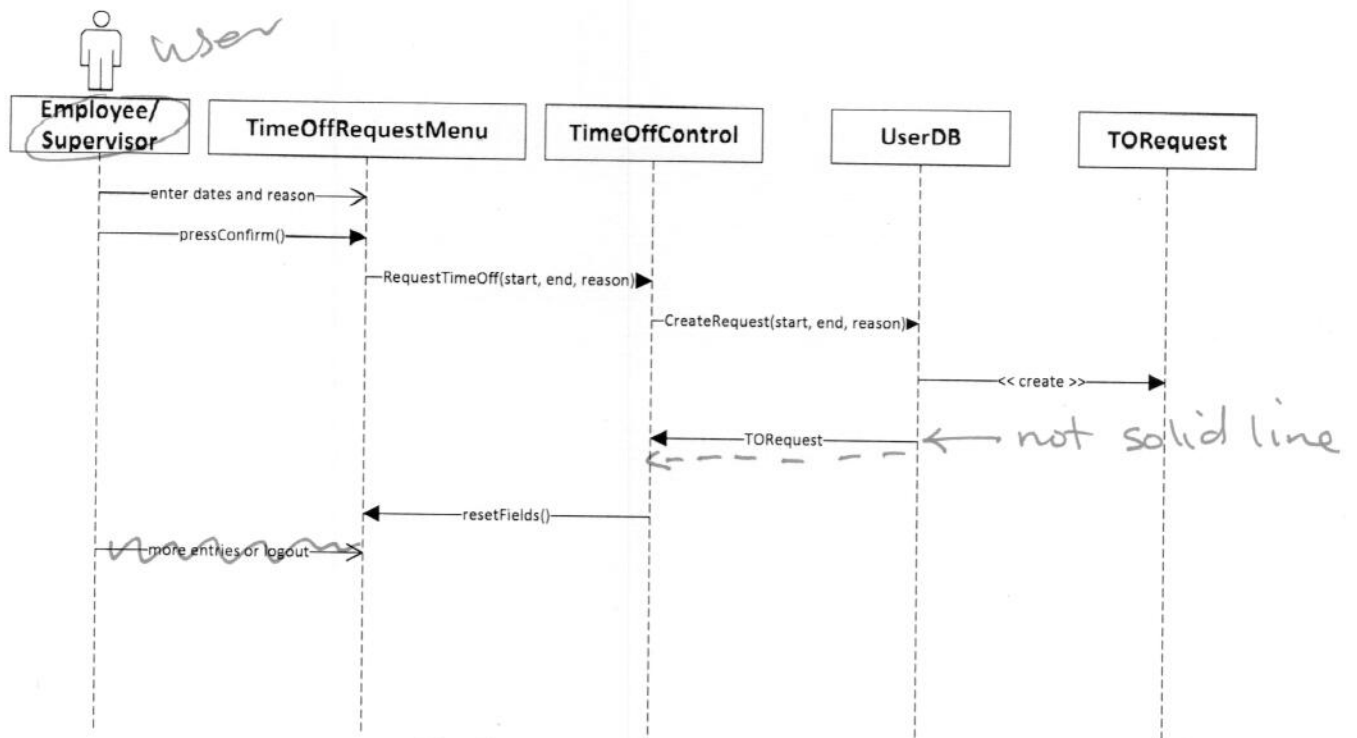 user
Employee/
Supervisor
TimeOffRequestMenu
TimeOffControl
UserDB
TORequest
enter dates and reason
pressConfirm()
RequestTimeOff(start, end, reason)
CreateRequest(start, end, reason)
<< create >>
TORequest
not solid line
resetFields()
more entries or logout